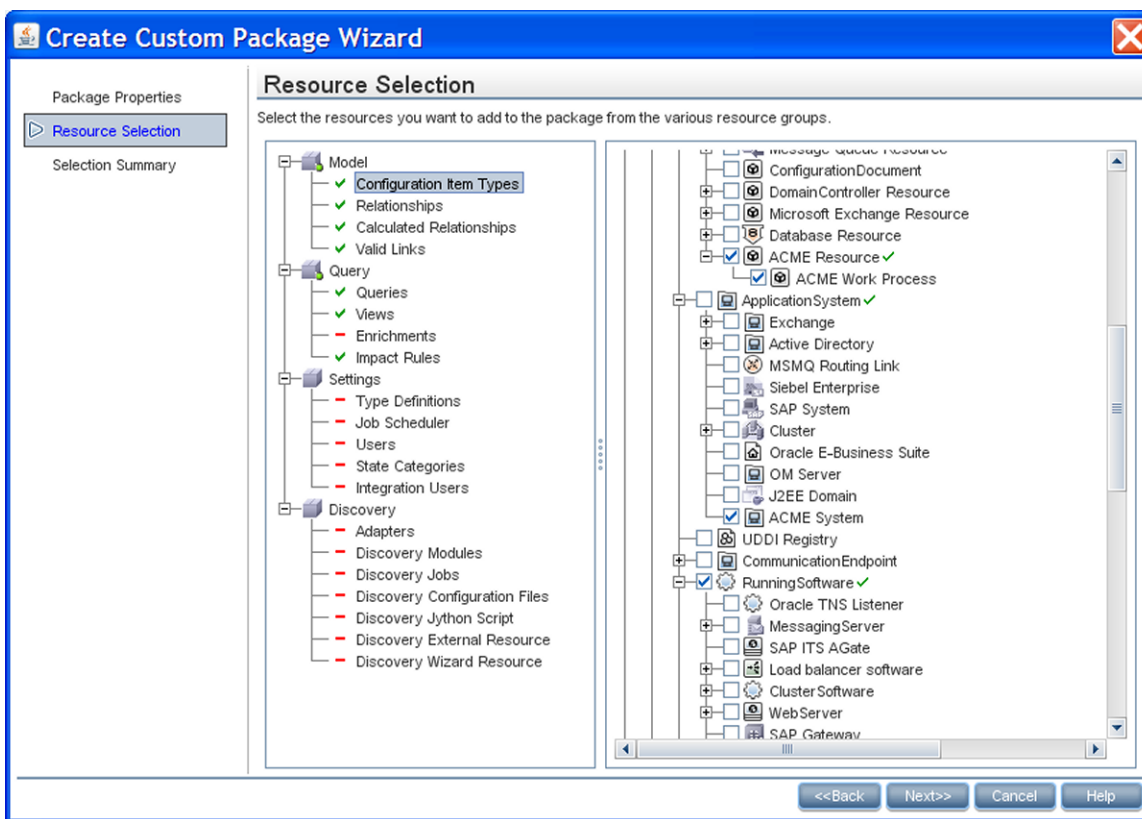 Create Custom Package Wizard
Package Properties
Resource Selection
Selection Summary
Resource Selection
Select the resources you want to add to the package from the various resource groups.
Model
Configuration Item Types
Relationships
Calculated Relationships
Valid Links
Query
Queries
Views
Enrichments
Impact Rules
Settings
Type Definitions
Job Scheduler
Users
State Categories
Integration Users
Discovery
Adapters
Discovery Modules
Discovery Jobs
Discovery Configuration Files
Discovery Jython Script
Discovery External Resource
Discovery Wizard Resource
Message Queue Resource
ConfigurationDocument
DomainController Resource
Microsoft Exchange Resource
Database Resource
ACME Resource
ACME Work Process
ApplicationSystem
Exchange
Active Directory
MSMQ Routing Link
Siebel Enterprise
SAP System
Cluster
Oracle E-Business Suite
OM Server
J2EE Domain
ACME System
UDDI Registry
CommunicationEndpoint
RunningSoftware
Oracle TNS Listener
MessagingServer
SAP ITS AGate
Load balancer software
ClusterSoftware
WebServer
SAP Gateway
<<Back
Next>>
Cancel
Help